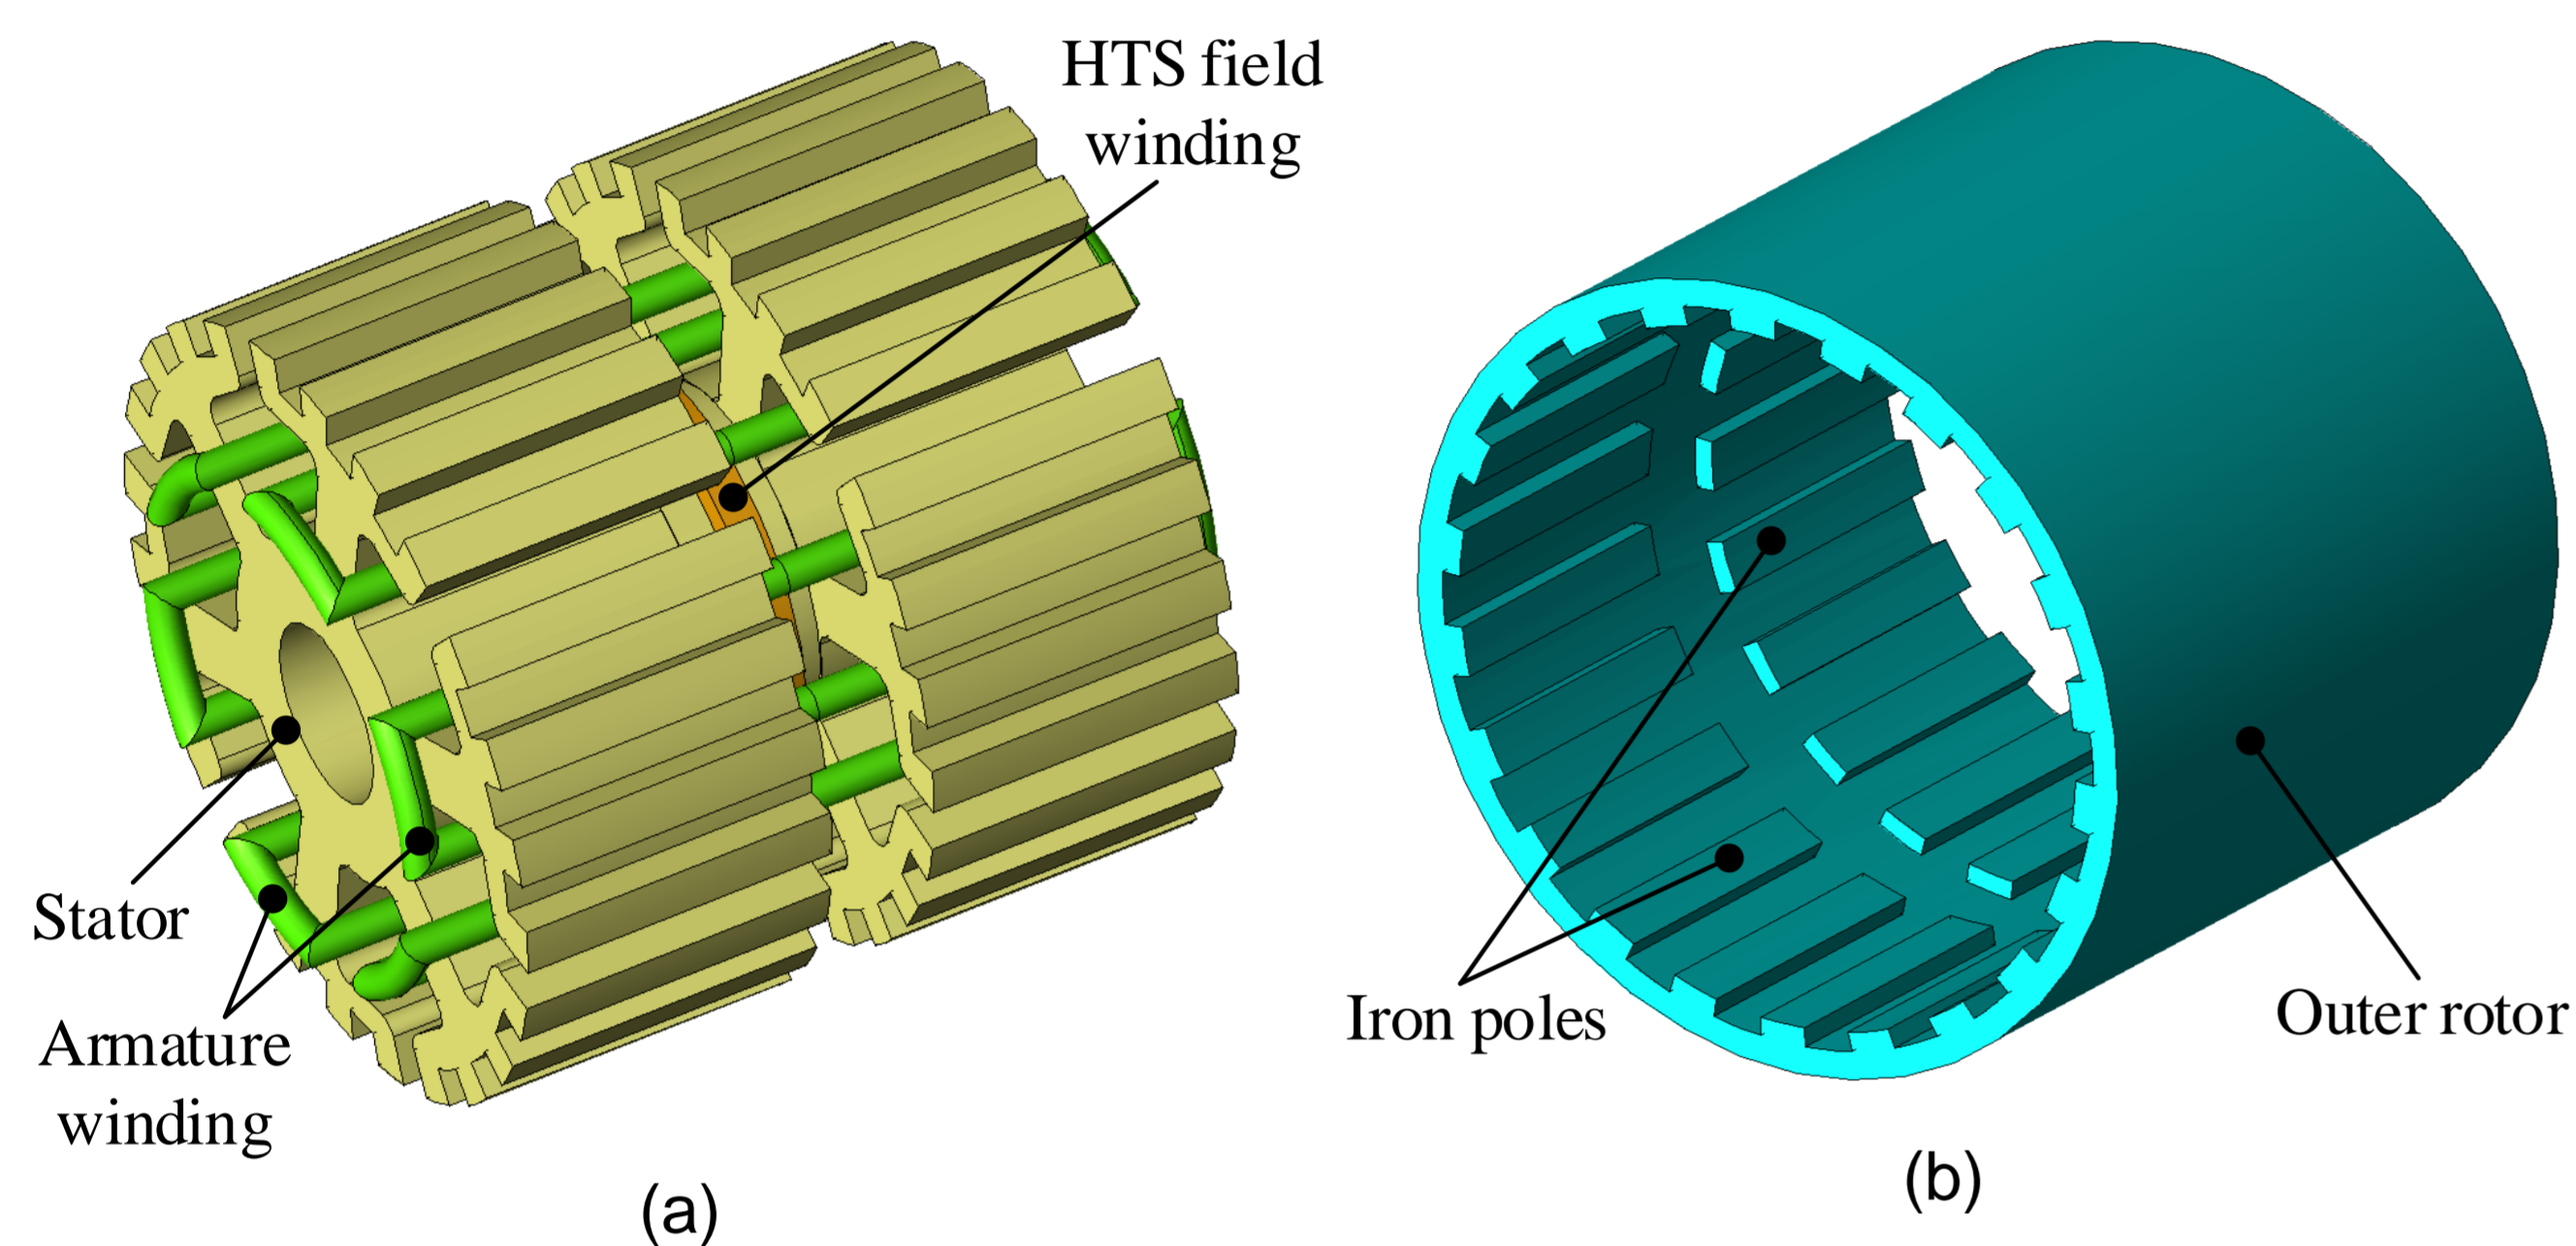 HTS field
winding
Stator
Armature
winding
(a)
Iron poles
Outer rotor
(b)